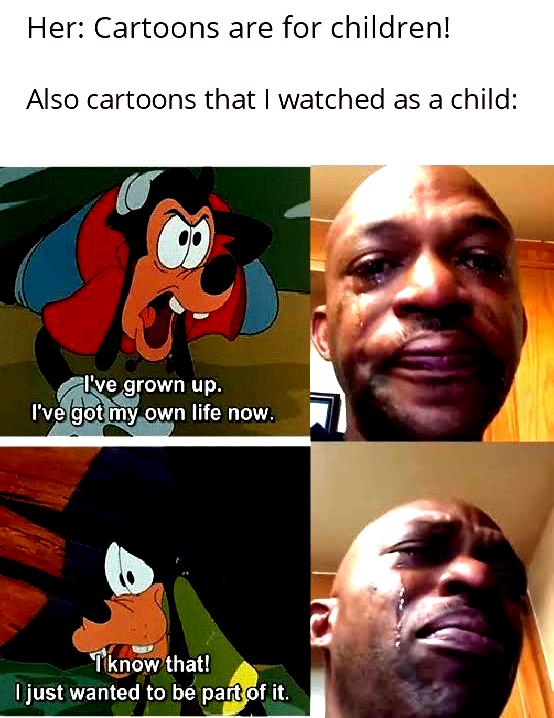 Her: Cartoons are for children!
Also cartoons that I watched as a child:
I've grown up.
I've got my own life now.
I know that!
I just wanted to be part of it.